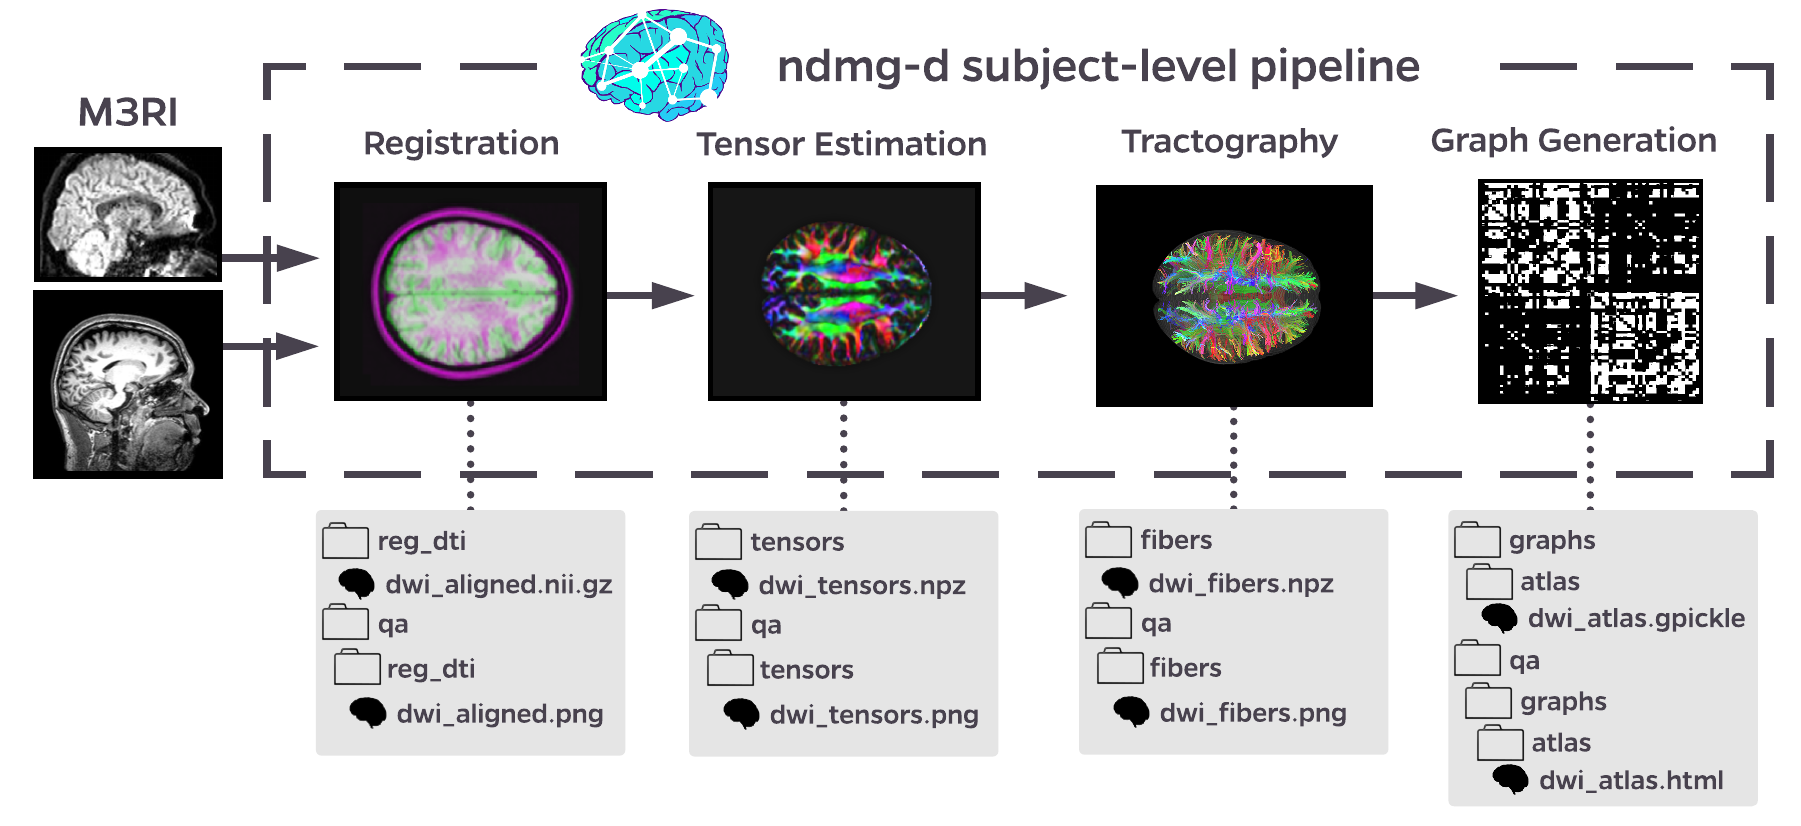 ndmg-d subject-level pipeline
M3RI
Registration
Tensor Estimation
Tractography
Graph Generation
reg_dti
dwi_aligned.nii.gz
qa
reg_dti
dwi_aligned.png
tensors
dwi_tensors.npz
qa
tensors
dwi_tensors.png
fibers
dwi_fibers.npz
qa
fibers
dwi_fibers.png
graphs
atlas
dwi_atlas.gpickle
qa
graphs
atlas
dwi_atlas.html